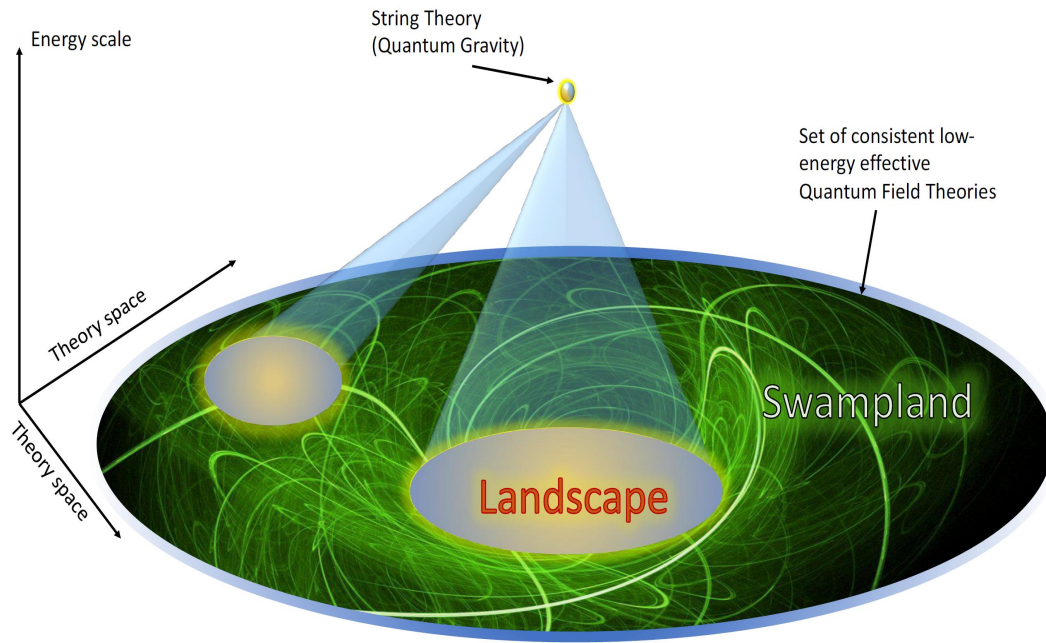 String Theory
(Quantum Gravity)
Energy scale
Set of consistent low-
energy effective
Quantum Field Theories
Theory space
Swampland
Theory space
Landscape